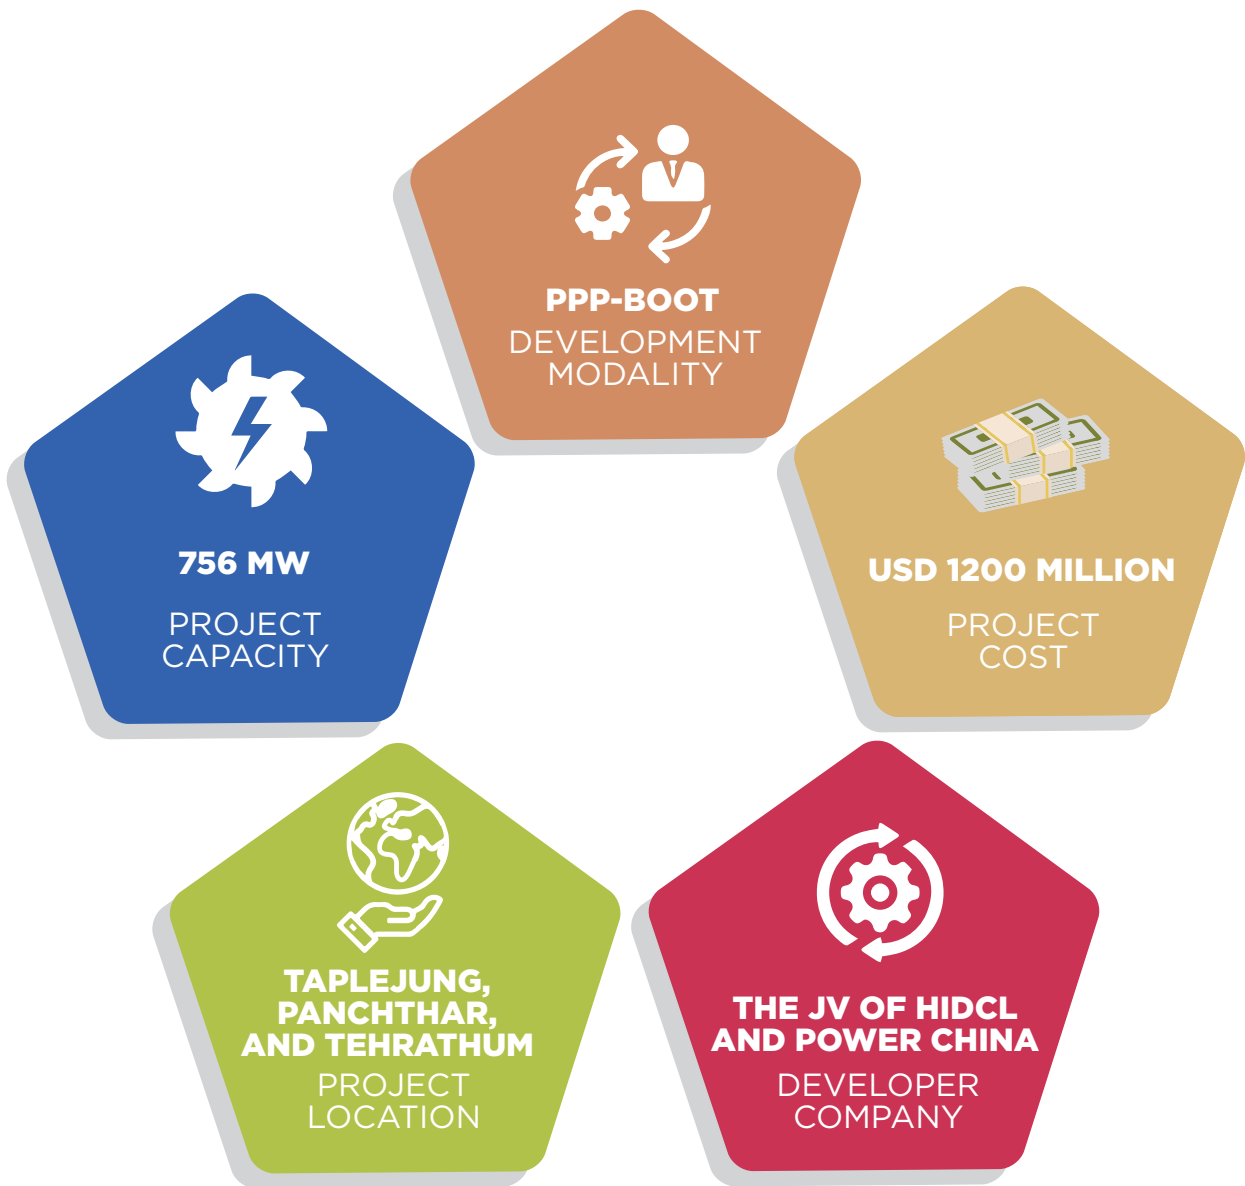 PPP-BOOT
DEVELOPMENT
MODALITY
756 MW
PROJECT
CAPACITY
USD 1200 MILLION
PROJECT
COST
TAPLEJUNG,
PANCHTHAR,
AND TEHRATHUM
PROJECT
LOCATION
THE JV OF HIDCL
AND POWER CHINA
DEVELOPER
COMPANY